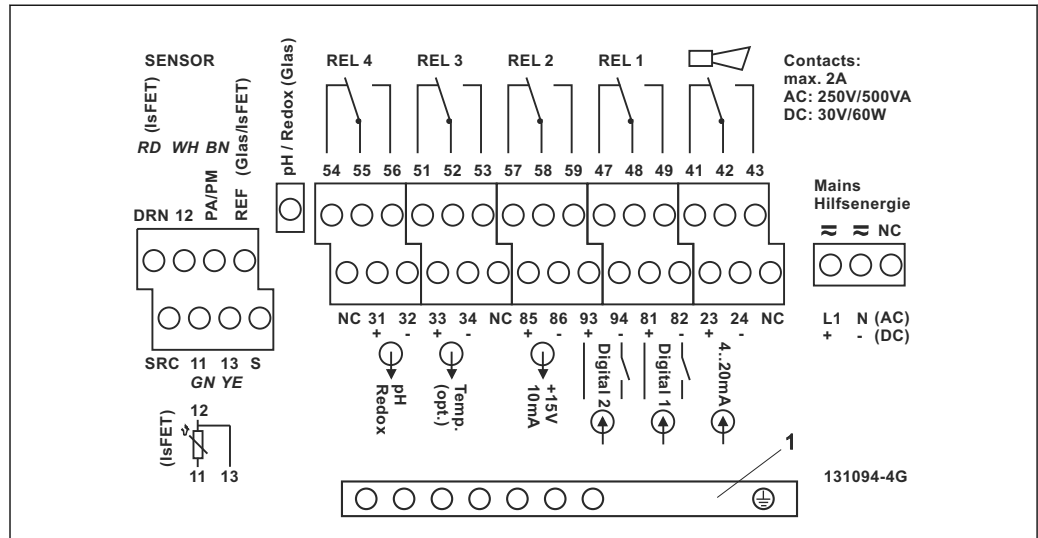 SENSOR
(IsFET)
RD WH BN
PA/PM
REF (Glas/IsFET)
DRN 12
SRC 11 13 S
GN YE
(IsFET)
12
11 13
pH / Redox (Glas)
REL 4 REL 3 REL 2 REL 1
54 55 56 51 52 53 57 58 59 47 48 49 41 42 43
Contacts:
max. 2A
AC: 250V/500VA
DC: 30V/60W
Mains
Hilfsenergie
≂ ≂ NC
L1 N (AC)
+ - (DC)
NC 31 32 33 34 NC 85 86 93 94 81 82 23 24 NC
+ - + - + - + - + - + -
pH
Redox
Temp.
(opt.)
+15V
10mA
Digital 2
Digital 1
4..20mA
1
131094-4G